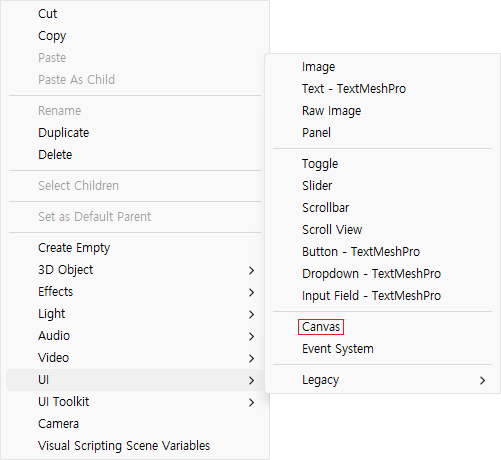 Cut
Copy
Paste
Paste As Child
Rename
Duplicate
Delete
Select Children
Set as Default Parent
Create Empty
3D Object
Effects
Light
Audio
Video
UI
UI Toolkit
Camera
Visual Scripting Scene Variables
Image
Text - TextMeshPro
Raw Image
Panel
Toggle
Slider
Scrollbar
Scroll View
Button - TextMeshPro
Dropdown - TextMeshPro
Input Field - TextMeshPro
Canvas
Event System
Legacy